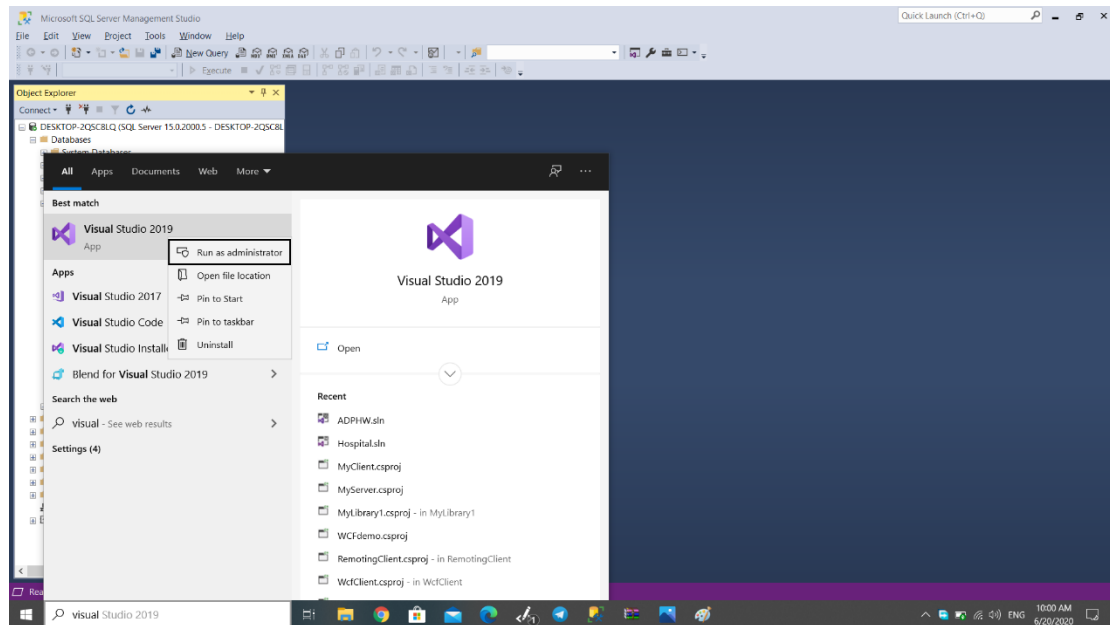 Microsoft SQL Server Management Studio
Quick Launch (Ctrl+Q)
File Edit View Project Tools Window Help
New Query
Execute
Object Explorer
Connect
DESKTOP-2QSC8LQ (SQL Server 15.0.2000.5 - DESKTOP-2QSC8L
Databases
System Databases
All Apps Documents Web More
Best match
Visual Studio 2019
App
Run as administrator
Open file location
Pin to Start
Pin to taskbar
Uninstall
Apps
Visual Studio 2017
Visual Studio Code
Visual Studio Installe
Blend for Visual Studio 2019
Search the web
visual - See web results
Settings (4)
Visual Studio 2019
App
Open
Recent
ADPHW.sln
Hospital.sln
MyClient.csproj
MyServer.csproj
MyLibrary1.csproj - in MyLibrary1
WCFdemo.csproj
RemotingClient.csproj - in RemotingClient
WcfClient.csproj - in WcfClient
Rea
visual Studio 2019
ENG
10:00 AM
6/20/2020